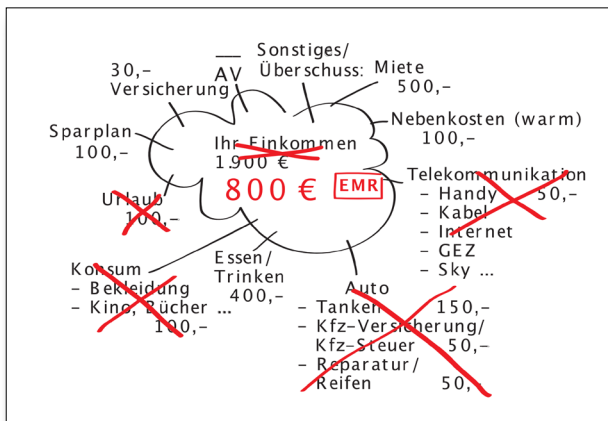 Sonstiges/
Überschuss:
___
AV
30,-
Versicherung
Miete
500,-
Nebenkosten (warm)
100,-
Sparplan
100,-
Ihr Einkommen
1.900 €
800 €
EMR
Urlaub
100,-
Telekommunikation
- Handy 50,-
- Kabel
- Internet
- GEZ
- Sky ...
Konsum
- Bekleidung
- Kino, Bücher ...
100,-
Essen/
Trinken
400,-
Auto
- Tanken 150,-
- Kfz-Versicherung/
Kfz-Steuer 50,-
- Reparatur/
Reifen 50,-